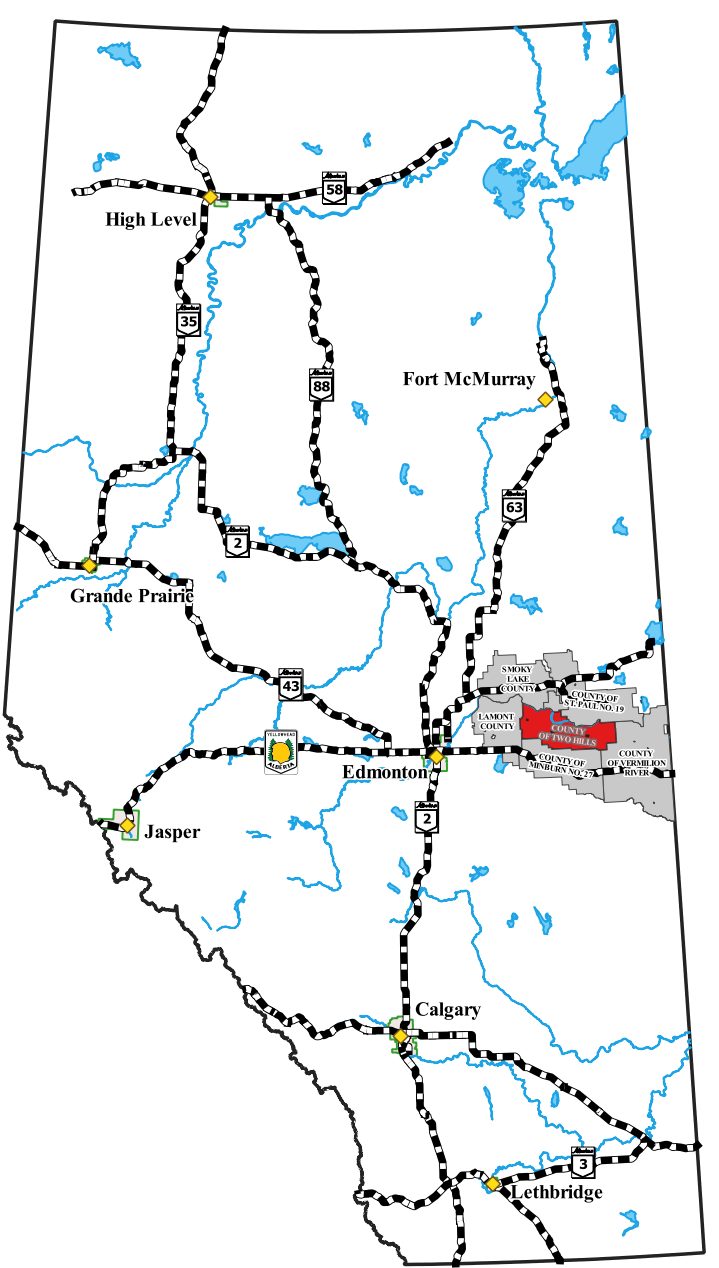 58
High Level
35
88
Fort McMurray
63
2
Grande Prairie
SMOKY
LAKE
COUNTY
43
COUNTY OF
ST. PAUL NO. 19
LAMONT
COUNTY
COUNTY
OF TWO HILLS
YELLOWHEAD
ALBERTA
COUNTY OF
MINBURN NO. 27
COUNTY
OF VERMILION
RIVER
Edmonton
2
Jasper
Calgary
3
Lethbridge